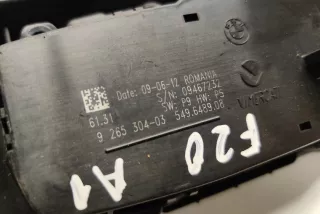 Date: 09-06-12 ROMANIA
S/N: 09467232
61.31 SW: P9 HW: P5
9 265 304-03 549.6489.08
F20
A1